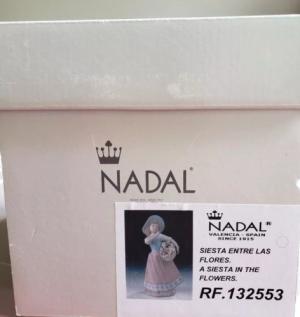 NADAL®
NADAL®
VALENCIA - SPAIN
SINCE 1915
SIESTA ENTRE LAS
FLORES.
A SIESTA IN THE
FLOWERS.
RF.132553